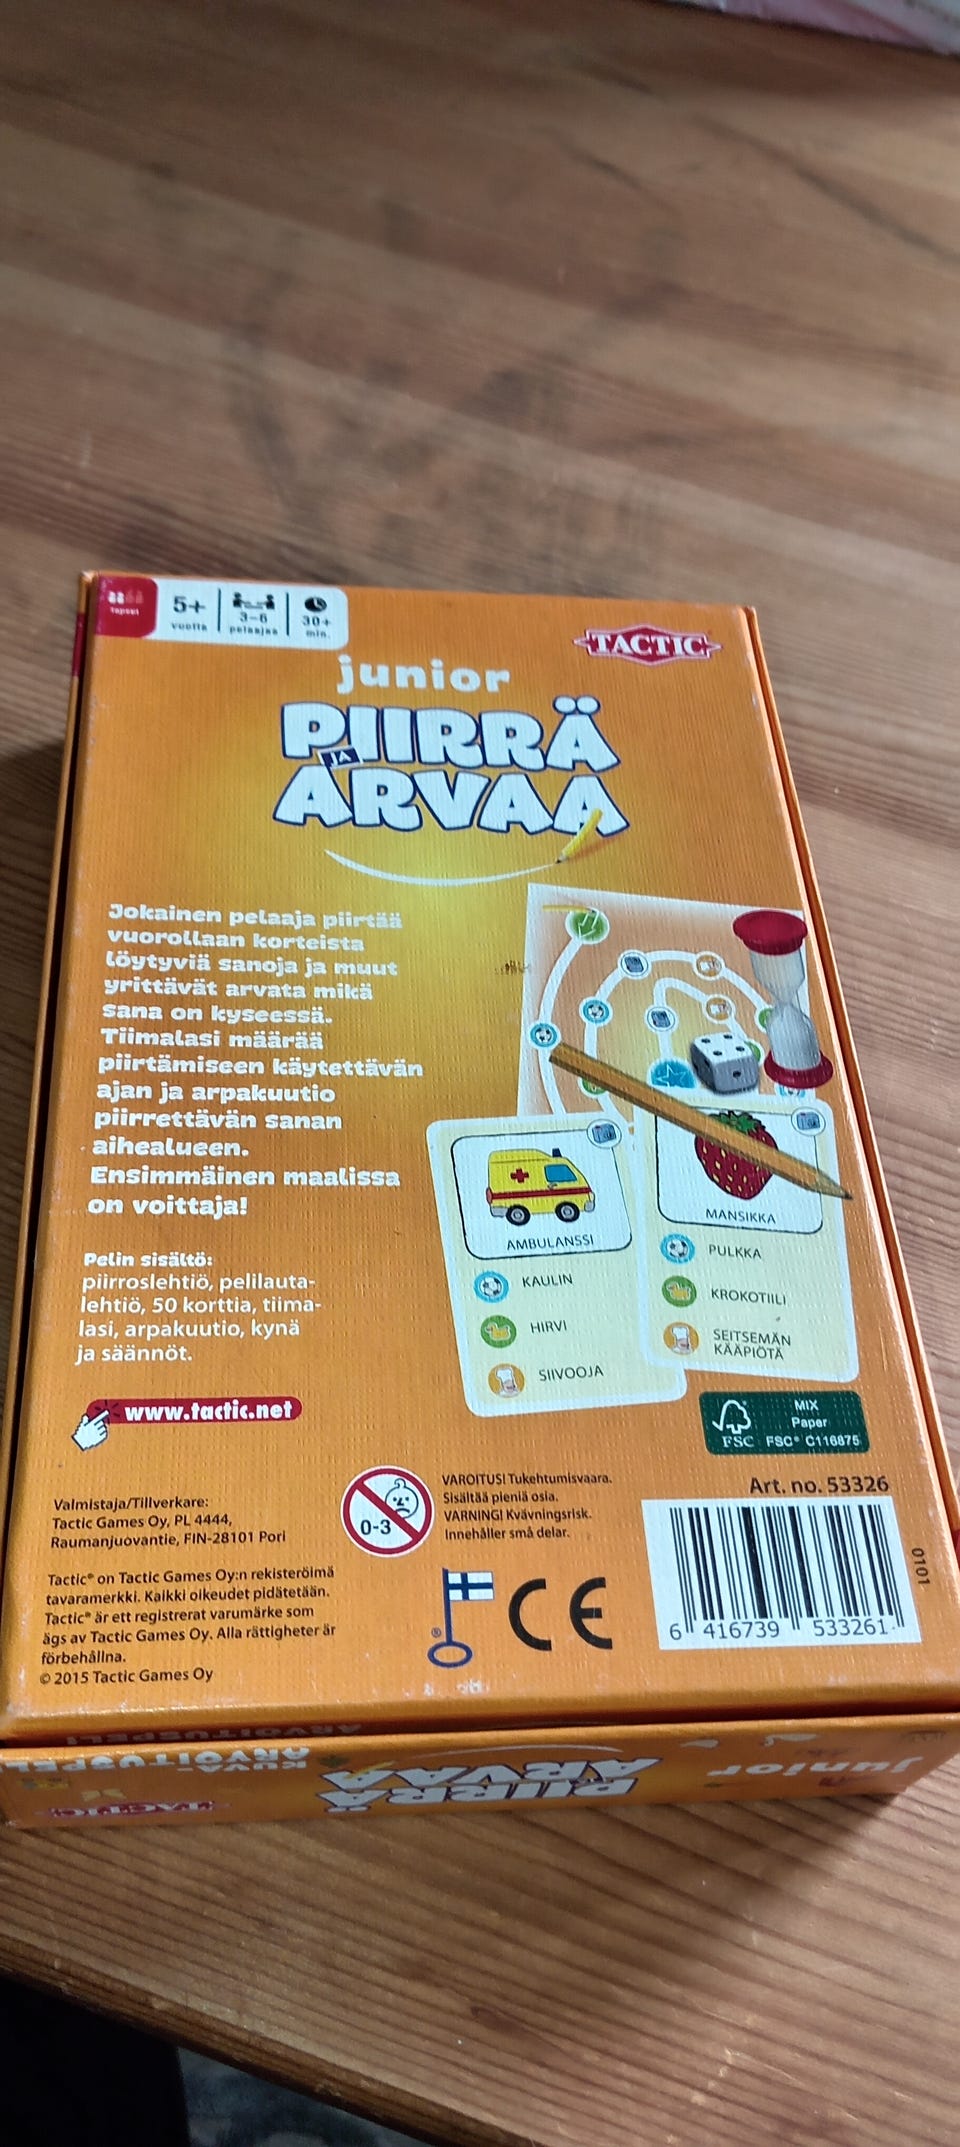 Lapset
5+
vuotta
3-6
pelaajaa
30+
min.
TACTIC
junior
PIIRRÄ
JA
ARVAA
Jokainen pelaaja piirtää
vuorollaan korteista
löytyviä sanoja ja muut
yrittävät arvata mikä
sana on kyseessä.
Tiimalasi määrää
piirtämiseen käytettävän
ajan ja arpakuutio
piirrettävän sanan
aihealueen.
Ensimmäinen maalissa
on voittaja!
Pelin sisältö:
piirroslehtiö, pelilauta-
lehtiö, 50 korttia, tiima-
lasi, arpakuutio, kynä
ja säännöt.
www.tactic.net
AMBULANSSI
KAULIN
HIRVI
SIIVOOJA
MANSIKKA
PULKKA
KROKOTIILI
SEITSEMÄN
KÄÄPIÖTÄ
FSC
MIX
Paper
FSC® C116875
Valmistaja/Tillverkare:
Tactic Games Oy, PL 4444,
Raumanjuovantie, FIN-28101 Pori
0-3
VAROITUS! Tukehtumisvaara.
Sisältää pieniä osia.
VARNING! Kvävningsrisk.
Innehåller små delar.
Art. no. 53326
Tactic® on Tactic Games Oy:n rekisteröimä
tavaramerkki. Kaikki oikeudet pidätetään.
Tactic® är ett registrerat varumärke som
ägs av Tactic Games Oy. Alla rättigheter är
förbehållna.
© 2015 Tactic Games Oy
®
CE
0101
6 416739 533261
ARVOITUSPELI
KUVA-
ARVOITUSPELI
PIIRRÄ
ARVAA
junior
TACTIC